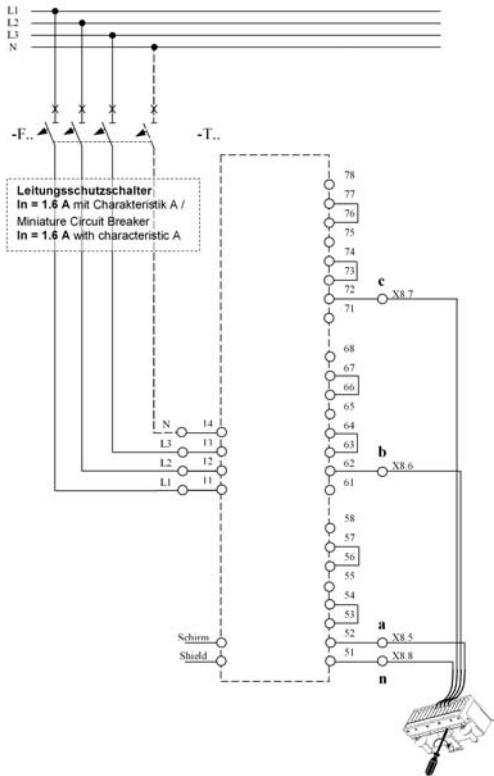 L1
L2
L3
N
-F..
-T..
Leitungsschutzschalter
In = 1.6 A mit Charakteristik A /
Miniature Circuit Breaker
In = 1.6 A with characteristic A
78
77
76
75
74
73
72
c
X8.7
71
68
67
66
65
N
14
64
L3
13
63
L2
12
62
b
X8.6
L1
11
61
58
57
56
55
54
53
a
Schirm
52
X8.5
Shield
51
X8.8
n